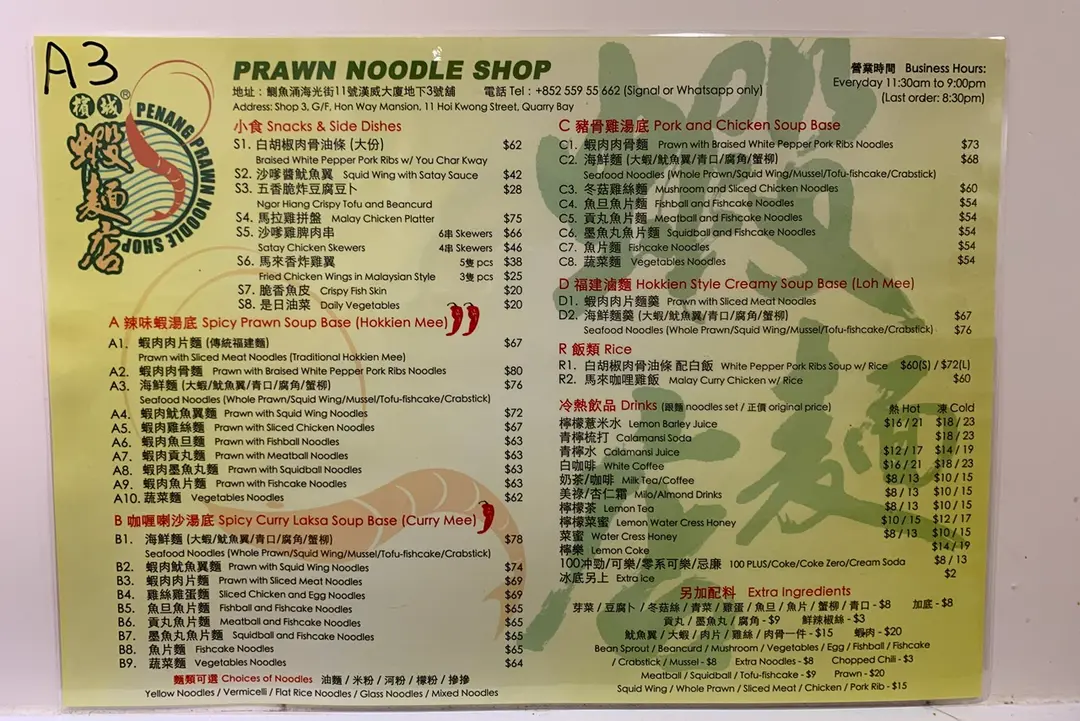 A3
檳城®
蝦麵店
PENANG PRAWN NOODLE SHOP
PRAWN NOODLE SHOP
地址：鰂魚涌海光街11號漢威大廈地下3號舖 電話 Tel : +852 559 55 662 (Signal or Whatsapp only)
Address: Shop 3, G/F, Hon Way Mansion, 11 Hoi Kwong Street, Quarry Bay
營業時間 Business Hours:
Everyday 11:30am to 9:00pm
(Last order: 8:30pm)
小食 Snacks & Side Dishes
S1. 白胡椒肉骨油條 (大份) $62
Braised White Pepper Pork Ribs w/ You Char Kway
S2. 沙嗲醬魷魚翼 Squid Wing with Satay Sauce $42
S3. 五香脆炸豆腐豆卜 $28
Ngor Hiang Crispy Tofu and Beancurd
S4. 馬拉雞拼盤 Malay Chicken Platter $75
S5. 沙嗲雞脾肉串 6串 Skewers $66
Satay Chicken Skewers 4串 Skewers $46
S6. 馬來香炸雞翼 5隻 pcs $38
Fried Chicken Wings in Malaysian Style 3隻 pcs $25
S7. 脆香魚皮 Crispy Fish Skin $20
S8. 是日油菜 Daily Vegetables $20
A 辣味蝦湯底 Spicy Prawn Soup Base (Hokkien Mee)
A1. 蝦肉肉片麵 (傳統福建麵) $67
Prawn with Sliced Meat Noodles (Traditional Hokkien Mee)
A2. 蝦肉肉骨麵 Prawn with Braised White Pepper Pork Ribs Noodles $80
A3. 海鮮麵 (大蝦/魷魚翼/青口/腐角/蟹柳) $76
Seafood Noodles (Whole Prawn/Squid Wing/Mussel/Tofu-fishcake/Crabstick)
A4. 蝦肉魷魚翼麵 Prawn with Squid Wing Noodles $72
A5. 蝦肉雞絲麵 Prawn with Sliced Chicken Noodles $67
A6. 蝦肉魚旦麵 Prawn with Fishball Noodles $63
A7. 蝦肉貢丸麵 Prawn with Meatball Noodles $63
A8. 蝦肉墨魚丸麵 Prawn with Squidball Noodles $63
A9. 蝦肉魚片麵 Prawn with Fishcake Noodles $63
A10. 蔬菜麵 Vegetables Noodles $62
B 咖喱喇沙湯底 Spicy Curry Laksa Soup Base (Curry Mee)
B1. 海鮮麵 (大蝦/魷魚翼/青口/腐角/蟹柳) $78
Seafood Noodles (Whole Prawn/Squid Wing/Mussel/Tofu-fishcake/Crabstick)
B2. 蝦肉魷魚翼麵 Prawn with Squid Wing Noodles $74
B3. 蝦肉肉片麵 Prawn with Sliced Meat Noodles $69
B4. 雞絲雞蛋麵 Sliced Chicken and Egg Noodles $69
B5. 魚旦魚片麵 Fishball and Fishcake Noodles $65
B6. 貢丸魚片麵 Meatball and Fishcake Noodles $65
B7. 墨魚丸魚片麵 Squidball and Fishcake Noodles $65
B8. 魚片麵 Fishcake Noodles $65
B9. 蔬菜麵 Vegetables Noodles $64
麵類可選 Choices of Noodles 油麵 / 米粉 / 河粉 / 檬粉 / 摻摻
Yellow Noodles / Vermicelli / Flat Rice Noodles / Glass Noodles / Mixed Noodles
C 豬骨雞湯底 Pork and Chicken Soup Base
C1. 蝦肉肉骨麵 Prawn with Braised White Pepper Pork Ribs Noodles $73
C2. 海鮮麵 (大蝦/魷魚翼/青口/腐角/蟹柳) $68
Seafood Noodles (Whole Prawn/Squid Wing/Mussel/Tofu-fishcake/Crabstick)
C3. 冬菇雞絲麵 Mushroom and Sliced Chicken Noodles $60
C4. 魚旦魚片麵 Fishball and Fishcake Noodles $54
C5. 貢丸魚片麵 Meatball and Fishcake Noodles $54
C6. 墨魚丸魚片麵 Squidball and Fishcake Noodles $54
C7. 魚片麵 Fishcake Noodles $54
C8. 蔬菜麵 Vegetables Noodles $54
D 福建滷麵 Hokkien Style Creamy Soup Base (Loh Mee)
D1. 蝦肉肉片麵羹 Prawn with Sliced Meat Noodles
D2. 海鮮麵羹 (大蝦/魷魚翼/青口/腐角/蟹柳) $67
Seafood Noodles (Whole Prawn/Squid Wing/Mussel/Tofu-fishcake/Crabstick) $76
R 飯類 Rice
R1. 白胡椒肉骨油條 配白飯 White Pepper Pork Ribs Soup w/ Rice $60(S) / $72(L)
R2. 馬來咖哩雞飯 Malay Curry Chicken w/ Rice $60
冷熱飲品 Drinks (跟麵 noodles set / 正價 original price) 熱 Hot 凍 Cold
檸檬薏米水 Lemon Barley Juice $16 / 21 $18 / 23
青檸梳打 Calamansi Soda $18 / 23
青檸水 Calamansi Juice $12 / 17 $14 / 19
白咖啡 White Coffee $16 / 21 $18 / 23
奶茶/咖啡 Milk Tea/Coffee $8 / 13 $10 / 15
美祿/杏仁霜 Milo/Almond Drinks $8 / 13 $10 / 15
檸檬茶 Lemon Tea $8 / 13 $10 / 15
檸檬菜蜜 Lemon Water Cress Honey $10 / 15 $12 / 17
菜蜜 Water Cress Honey $8 / 13 $10 / 15
檸樂 Lemon Coke $14 / 19
100冲勁/可樂/零系可樂/忌廉 100 PLUS/Coke/Coke Zero/Cream Soda $8 / 13
冰底另上 Extra Ice $2
另加配料 Extra Ingredients
芽菜 / 豆腐卜 / 冬菇絲 / 青菜 / 雞蛋 / 魚旦 / 魚片 / 蟹柳 / 青口 - $8 加底 - $8
貢丸 / 墨魚丸 / 腐角 - $9 鮮辣椒絲 - $3
魷魚翼 / 大蝦 / 肉片 / 雞絲 / 肉骨一件 - $15 蝦肉 - $20
Bean Sprout / Beancurd / Mushroom / Vegetables / Egg / Fishball / Fishcake
/ Crabstick / Mussel - $8 Extra Noodles - $8 Chopped Chili - $3
Meatball / Squidball / Tofu-fishcake - $9 Prawn - $20
Squid Wing / Whole Prawn / Sliced Meat / Chicken / Pork Rib - $15
蝦麵店